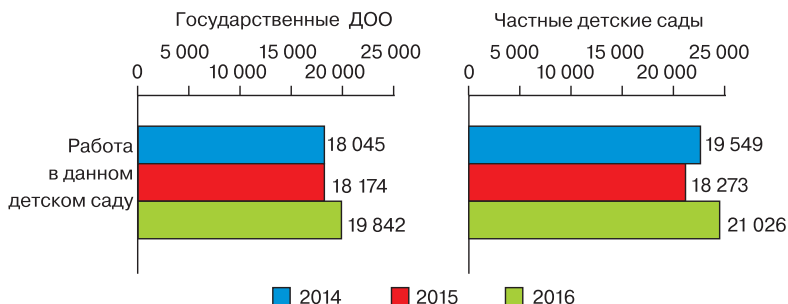 Государственные ДОО
Частные детские сады
5 000 15 000 25 000
0 10 000 20 000
5 000 15 000 25 000
0 10 000 20 000
Работа
в данном
детском саду
18 045
18 174
19 842
19 549
18 273
21 026
2014 2015 2016